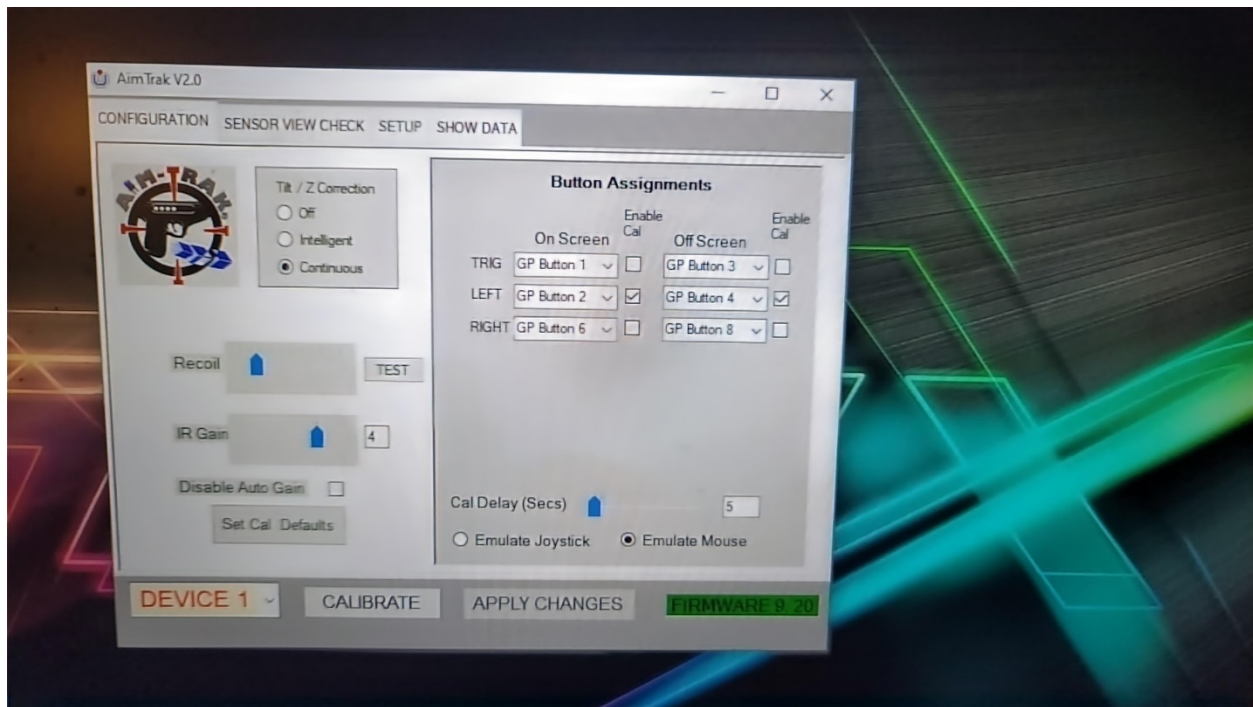 AimTrak V2.0
CONFIGURATION SENSOR VIEW CHECK SETUP SHOW DATA
AIM-TRAK
Tilt / Z Correction
Off
Intelligent
Continuous
Recoil
TEST
IR Gain
4
Disable Auto Gain
Set Cal Defaults
Button Assignments
On Screen Enable Cal Off Screen Enable Cal
TRIG GP Button 1 GP Button 3
LEFT GP Button 2 GP Button 4
RIGHT GP Button 6 GP Button 8
Cal Delay (Secs) 5
Emulate Joystick Emulate Mouse
DEVICE 1 CALIBRATE APPLY CHANGES FIRMWARE 9. 20